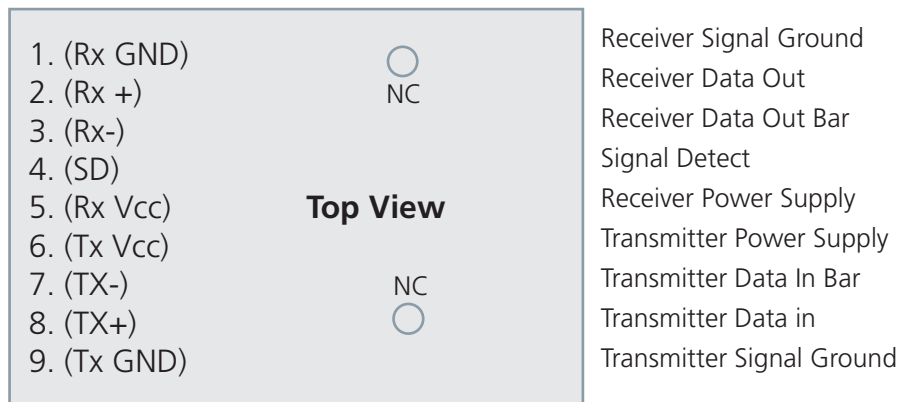 1. (Rx GND)
2. (Rx +)
3. (Rx-)
4. (SD)
5. (Rx Vcc)
6. (Tx Vcc)
7. (TX-)
8. (TX+)
9. (Tx GND)
NC
Top View
NC
Receiver Signal Ground
Receiver Data Out
Receiver Data Out Bar
Signal Detect
Receiver Power Supply
Transmitter Power Supply
Transmitter Data In Bar
Transmitter Data in
Transmitter Signal Ground